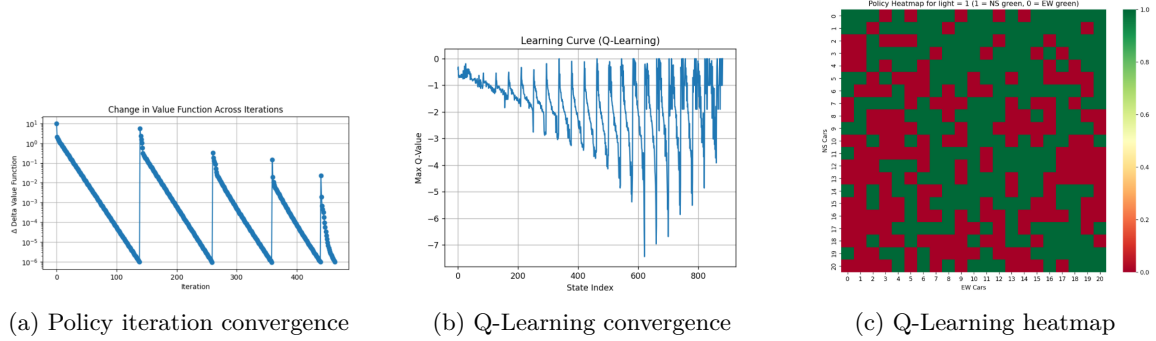 Change in Value Function Across Iterations
10^1
10^0
10^-1
10^-2
10^-3
10^-4
10^-5
10^-6
Δ Delta Value Function
0 100 200 300 400
Iteration
(a) Policy iteration convergence
Learning Curve (Q-Learning)
0
−1
−2
−3
−4
−5
−6
−7
Max Q-Value
0 200 400 600 800
State Index
(b) Q-Learning convergence
Policy Heatmap for light = 1 (1 = NS green, 0 = EW green)
0
1
2
3
4
5
6
7
8
9
10
11
12
13
14
15
16
17
18
19
20
NS Cars
0 1 2 3 4 5 6 7 8 9 10 11 12 13 14 15 16 17 18 19 20
EW Cars
1.0
0.8
0.6
0.4
0.2
0.0
(c) Q-Learning heatmap